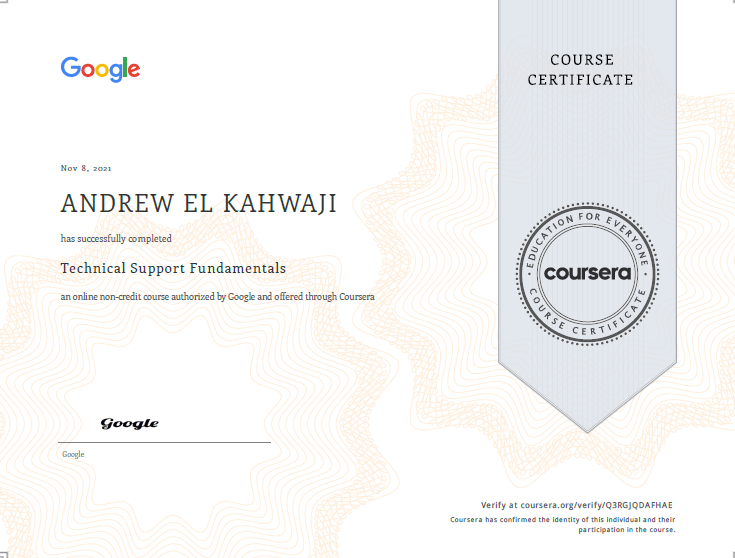 Google
COURSE
CERTIFICATE
Nov 8, 2021
ANDREW EL KAHWAJI
has successfully completed
Technical Support Fundamentals
an online non-credit course authorized by Google and offered through Coursera
EDUCATION FOR EVERYONE
coursera
COURSE CERTIFICATE
Google
Google
Verify at coursera.org/verify/Q3RGJQDAFHAE
Coursera has confirmed the identity of this individual and their
participation in the course.